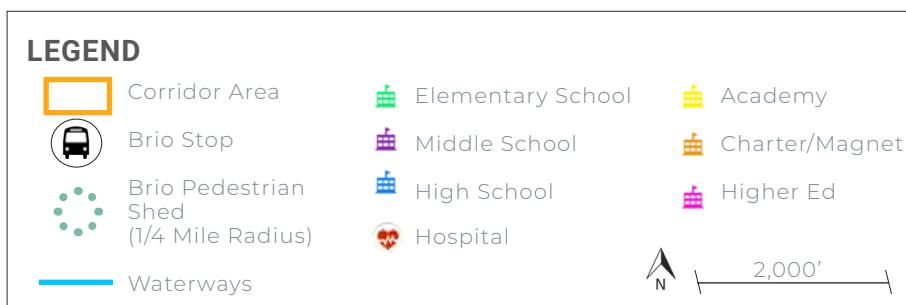 LEGEND
Corridor Area
Brio Stop
Brio Pedestrian
Shed
(1/4 Mile Radius)
Waterways
Elementary School
Middle School
High School
Hospital
Academy
Charter/Magnet
Higher Ed
N
2,000’